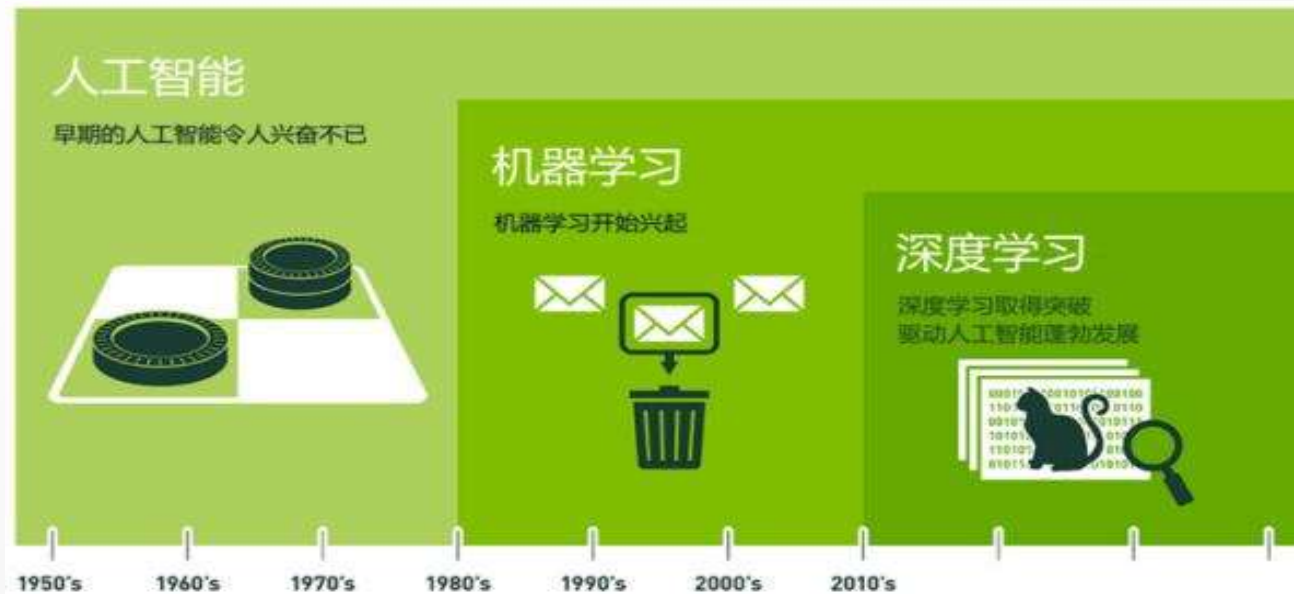 人工智能
早期的人工智能令人兴奋不已
机器学习
机器学习开始兴起
深度学习
深度学习取得突破
驱动人工智能蓬勃发展
1950's
1960's
1970's
1980's
1990's
2000's
2010's